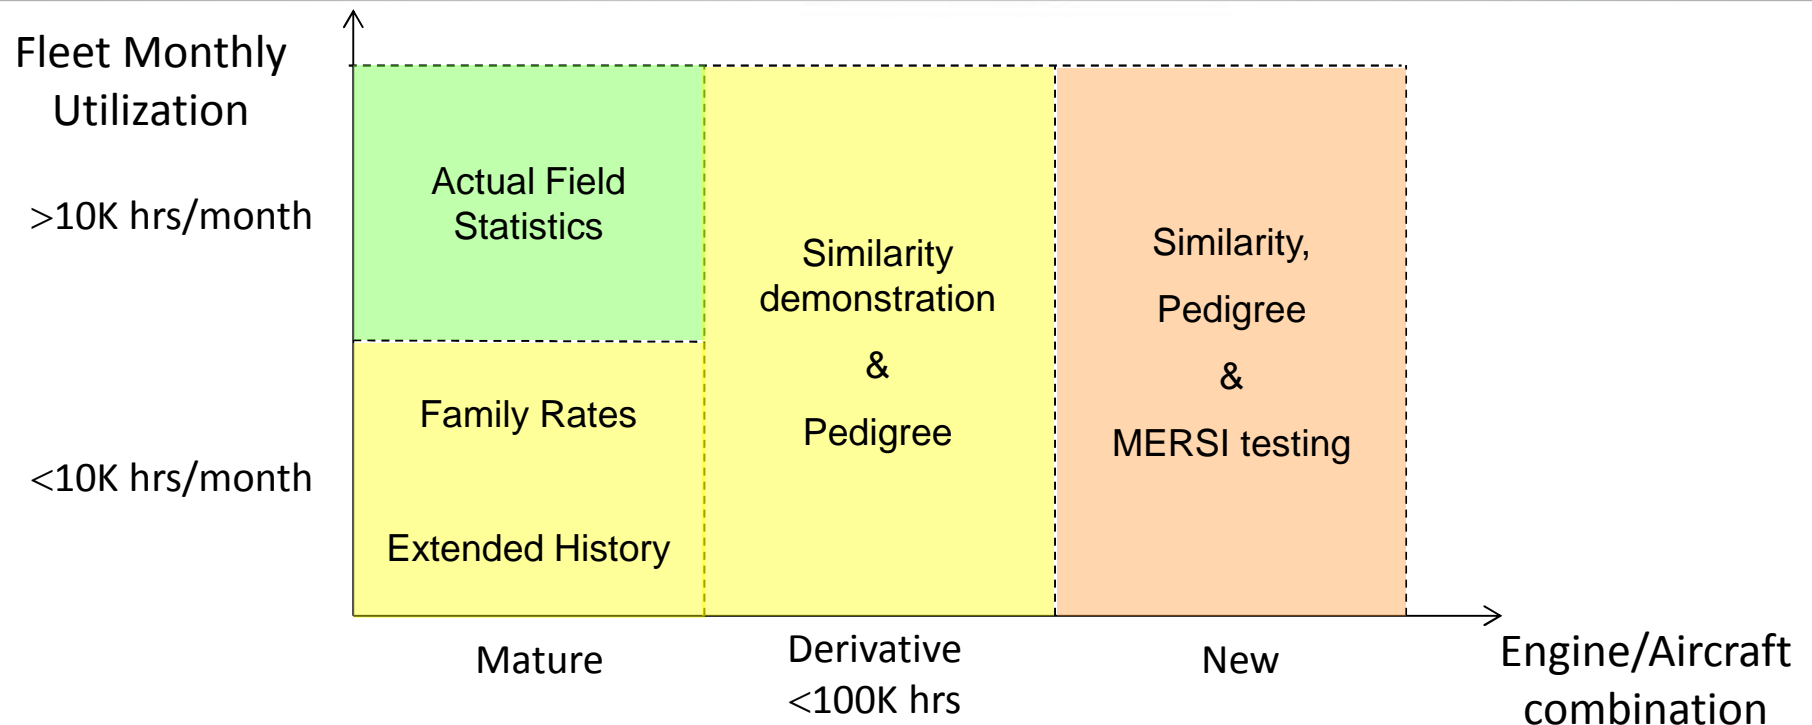 Fleet Monthly
Utilization
>10K hrs/month
<10K hrs/month
Actual Field
Statistics
Family Rates
Extended History
Similarity
demonstration
&
Pedigree
Similarity,
Pedigree
&
MERSI testing
Mature
Derivative
<100K hrs
New
Engine/Aircraft
combination